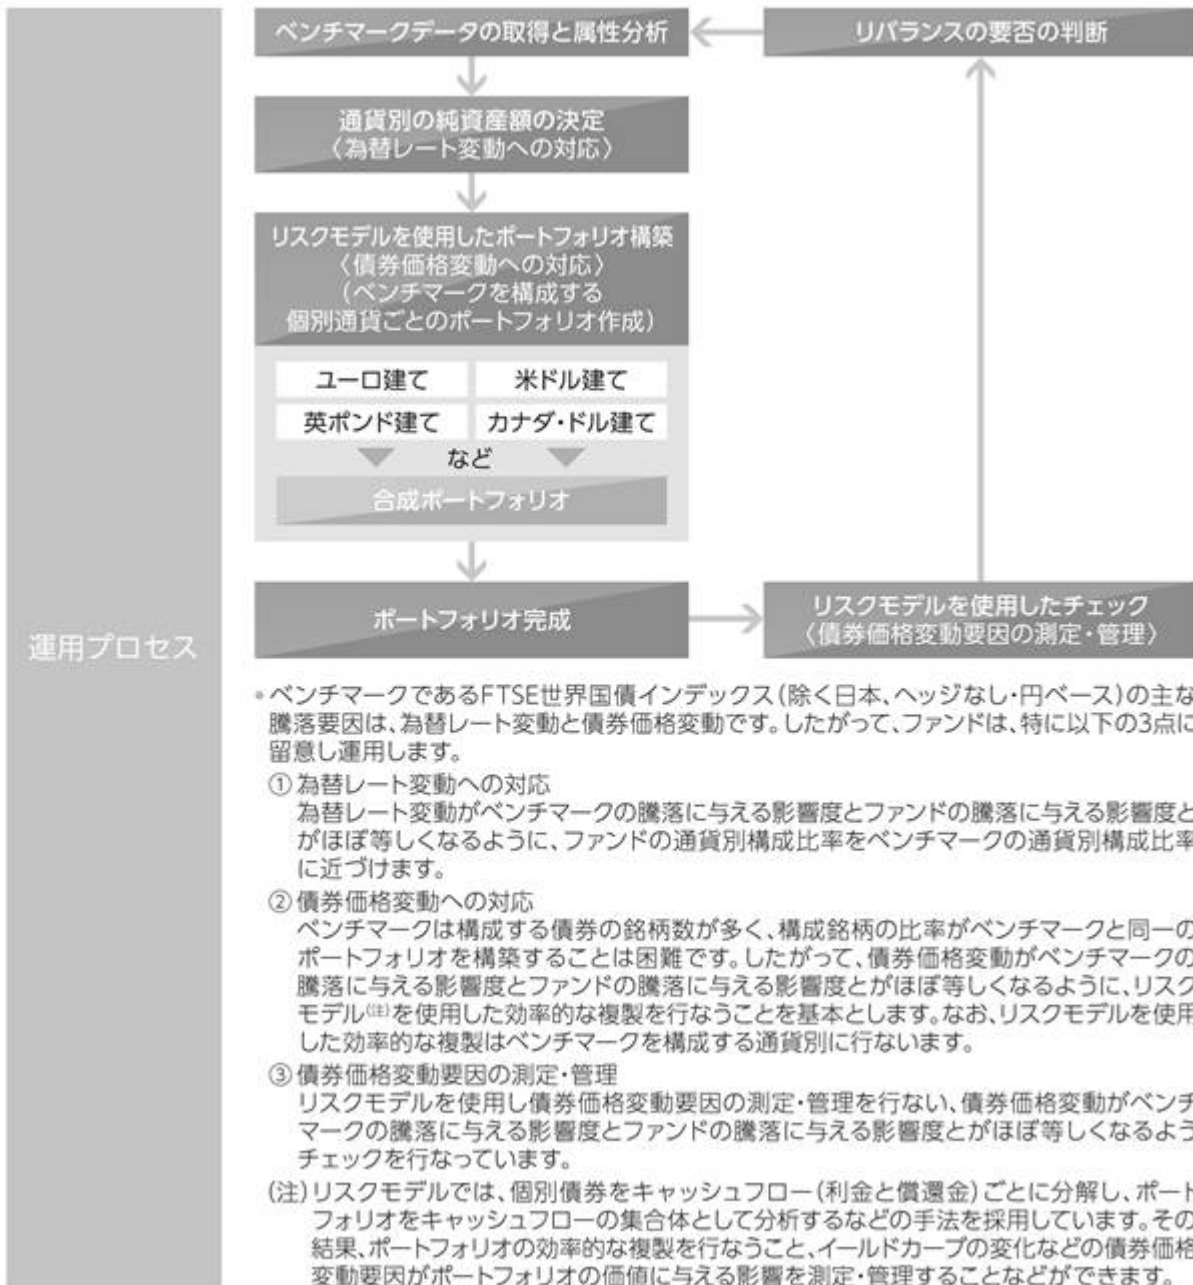 運用プロセス
ベンチマークデータの取得と属性分析
リバランスの要否の判断
通貨別の純資産額の決定
〈為替レート変動への対応〉
リスクモデルを使用したポートフォリオ構築
〈債券価格変動への対応〉
(ベンチマークを構成する
個別通貨ごとのポートフォリオ作成)
ユーロ建て
米ドル建て
英ポンド建て
カナダ・ドル建て
など
合成ポートフォリオ
ポートフォリオ完成
リスクモデルを使用したチェック
〈債券価格変動要因の測定・管理〉
*ベンチマークであるFTSE世界国債インデックス(除く日本、ヘッジなし・円ベース)の主な
騰落要因は、為替レート変動と債券価格変動です。したがって、ファンドは、特に以下の3点に
留意し運用します。
①為替レート変動への対応
為替レート変動がベンチマークの騰落に与える影響度とファンドの騰落に与える影響度と
がほぼ等しくなるように、ファンドの通貨別構成比率をベンチマークの通貨別構成比率
に近づけます。
②債券価格変動への対応
ベンチマークは構成する債券の銘柄数が多く、構成銘柄の比率がベンチマークと同一の
ポートフォリオを構築することは困難です。したがって、債券価格変動がベンチマークの
騰落に与える影響度とファンドの騰落に与える影響度とがほぼ等しくなるように、リスク
モデル(注)を使用した効率的な複製を行なうことを基本とします。なお、リスクモデルを使用
した効率的な複製はベンチマークを構成する通貨別に行ないます。
③債券価格変動要因の測定・管理
リスクモデルを使用し債券価格変動要因の測定・管理を行ない、債券価格変動がベンチ
マークの騰落に与える影響度とファンドの騰落に与える影響度とがほぼ等しくなるよう
チェックを行なっています。
(注)リスクモデルでは、個別債券をキャッシュフロー(利金と償還金)ごとに分解し、ポート
フォリオをキャッシュフローの集合体として分析するなどの手法を採用しています。その
結果、ポートフォリオの効率的な複製を行なうこと、イールドカーブの変化などの債券価格
変動要因がポートフォリオの価値に与える影響を測定・管理することなどができます。